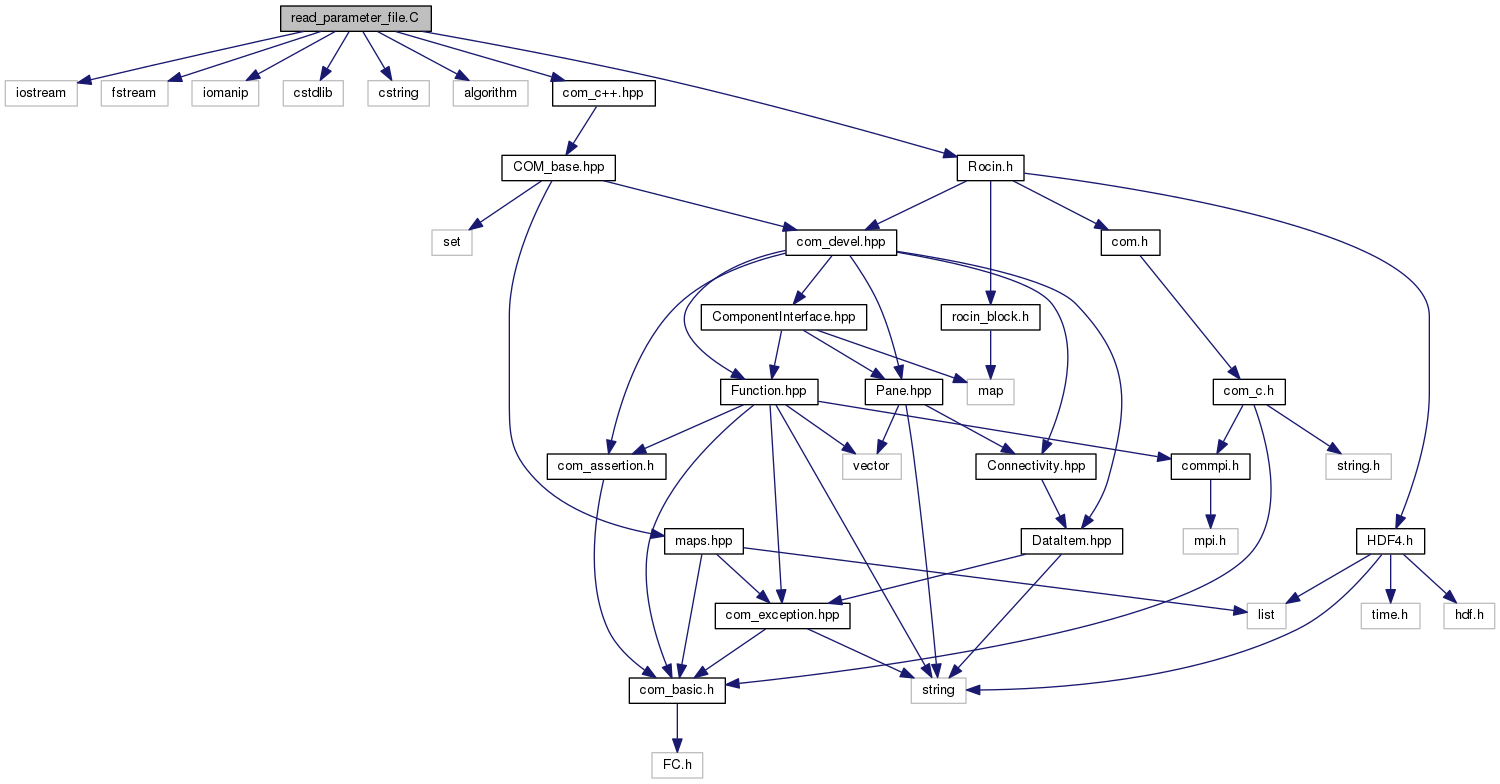 read_parameter_file.C
iostream
fstream
iomanip
cstdlib
cstring
algorithm
com_c++.hpp
COM_base.hpp
Rocin.h
set
com_devel.hpp
com.h
ComponentInterface.hpp
rocin_block.h
Function.hpp
Pane.hpp
map
com_c.h
com_assertion.h
vector
Connectivity.hpp
commpi.h
string.h
maps.hpp
DataItem.hpp
mpi.h
HDF4.h
com_exception.hpp
list
time.h
hdf.h
com_basic.h
string
FC.h